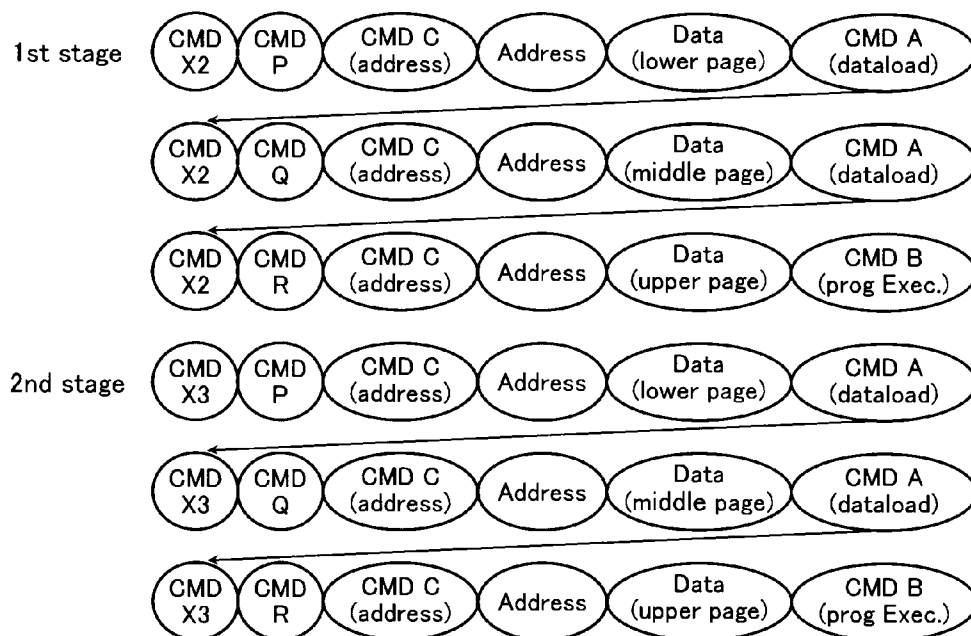 1st stage
CMD X2
CMD P
CMD C (address)
Address
Data (lower page)
CMD A (dataload)
CMD X2
CMD Q
CMD C (address)
Address
Data (middle page)
CMD A (dataload)
CMD X2
CMD R
CMD C (address)
Address
Data (upper page)
CMD B (prog Exec.)
2nd stage
CMD X3
CMD P
CMD C (address)
Address
Data (lower page)
CMD A (dataload)
CMD X3
CMD Q
CMD C (address)
Address
Data (middle page)
CMD A (dataload)
CMD X3
CMD R
CMD C (address)
Address
Data (upper page)
CMD B (prog Exec.)